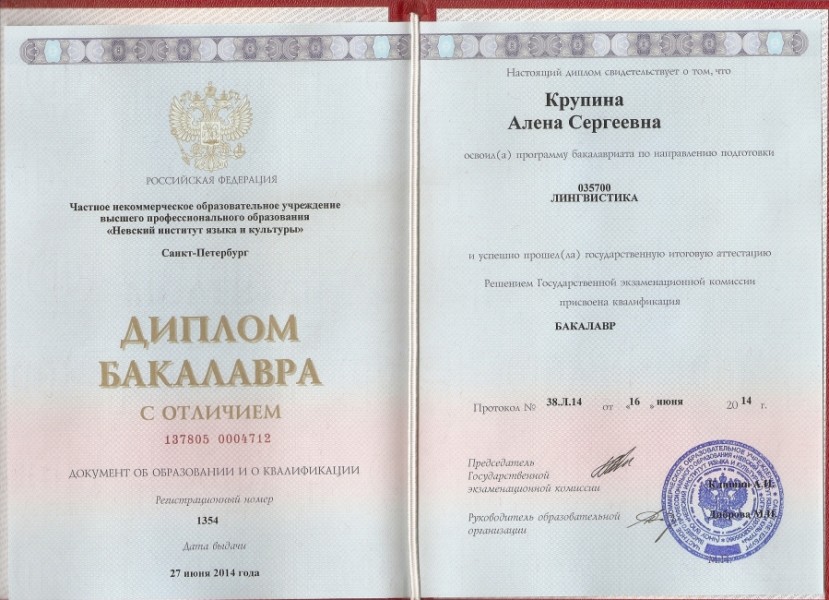 РОССИЙСКАЯ ФЕДЕРАЦИЯ
Частное некоммерческое образовательное учреждение
высшего профессионального образования
«Невский институт языка и культуры»
Санкт-Петербург
ДИПЛОМ
БАКАЛАВРА
С ОТЛИЧИЕМ
137805 0004712
ДОКУМЕНТ ОБ ОБРАЗОВАНИИ И О КВАЛИФИКАЦИИ
Регистрационный номер
1354
Дата выдачи
27 июня 2014 года
Настоящий диплом свидетельствует о том, что
Крупина
Алена Сергеевна
освоил(а) программу бакалавриата по направлению подготовки
035700
ЛИНГВИСТИКА
и успешно прошел(ла) государственную итоговую аттестацию
Решением Государственной экзаменационной комиссии
присвоена квалификация
БАКАЛАВР
Протокол № 38.Л.14 от «16 » июня 20 14 г.
Председатель
Государственной
экзаменационной комиссии
Руководитель образовательной
организации